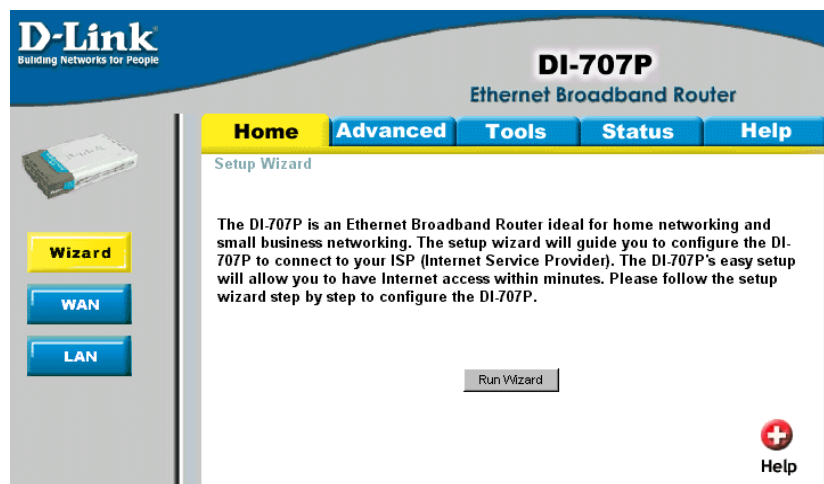 D-Link
Building Networks for People
DI-707P
Ethernet Broadband Router
Home Advanced Tools Status Help
Setup Wizard
The DI-707P is an Ethernet Broadband Router ideal for home networking and
small business networking. The setup wizard will guide you to configure the DI-
707P to connect to your ISP (Internet Service Provider). The DI-707P's easy setup
will allow you to have Internet access within minutes. Please follow the setup
wizard step by step to configure the DI-707P.
Wizard
WAN
LAN
Run Wizard
Help